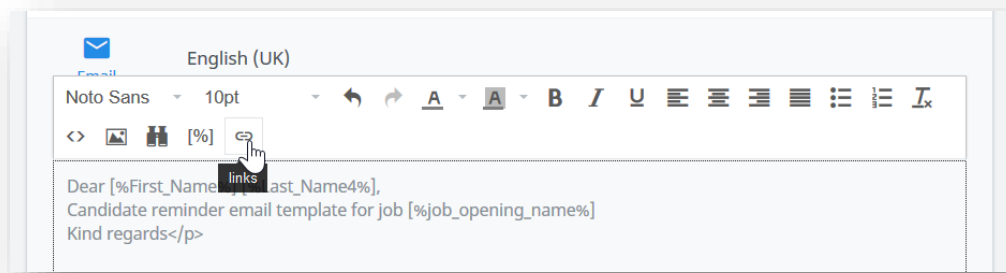 English (UK)
Email
Noto Sans 10pt
A A B I U
[%]
links
Dear [%First_Name%] [%Last_Name4%],
Candidate reminder email template for job [%job_opening_name%]
Kind regards</p>